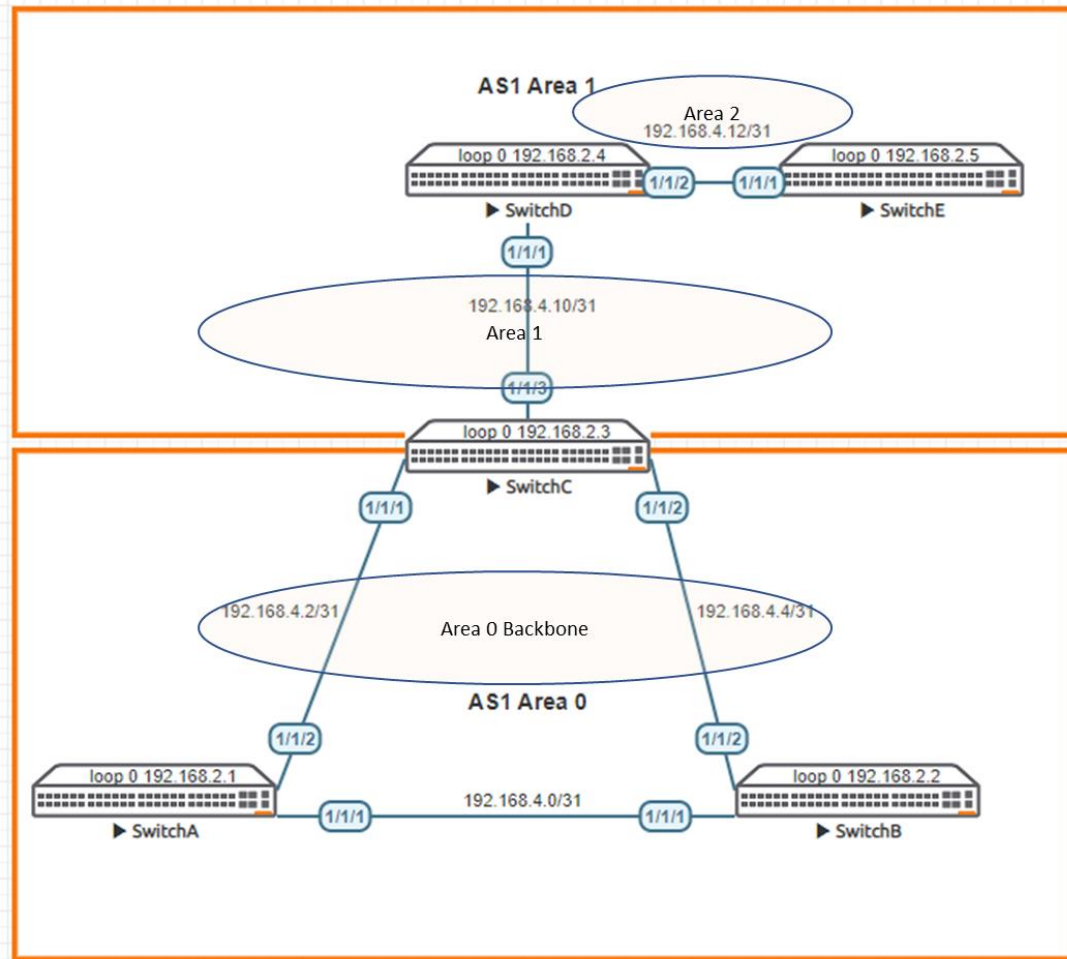 AS1 Area 1
Area 2
192.168.4.12/31
loop 0 192.168.2.4
loop 0 192.168.2.5
1/1/2
1/1/1
SwitchD
SwitchE
1/1/1
192.168.4.10/31
Area 1
1/1/3
loop 0 192.168.2.3
SwitchC
1/1/1
1/1/2
192.168.4.2/31
192.168.4.4/31
Area 0 Backbone
AS1 Area 0
1/1/2
1/1/2
loop 0 192.168.2.1
loop 0 192.168.2.2
192.168.4.0/31
1/1/1
1/1/1
SwitchA
SwitchB